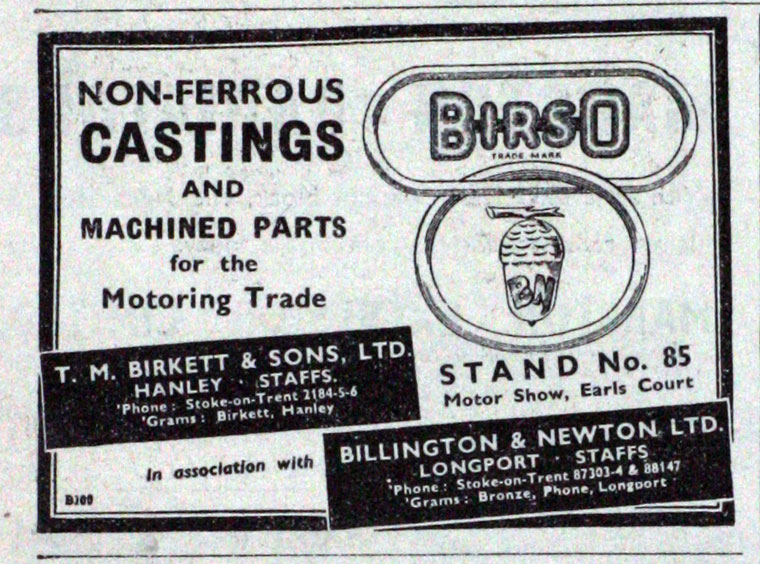 NON-FERROUS
CASTINGS
AND
MACHINED PARTS
for the
Motoring Trade
BIRSO
TRADE MARK
BN
STAND No. 85
Motor Show, Earls Court
T. M. BIRKETT & SONS, LTD.
HANLEY · STAFFS.
'Phone: Stoke-on-Trent 2184-5-6
'Grams: Birkett, Hanley
In association with
BILLINGTON & NEWTON LTD.
LONGPORT · STAFFS
'Phone: Stoke-on-Trent 87303-4 & 88147
'Grams: Bronze, Phone, Longport